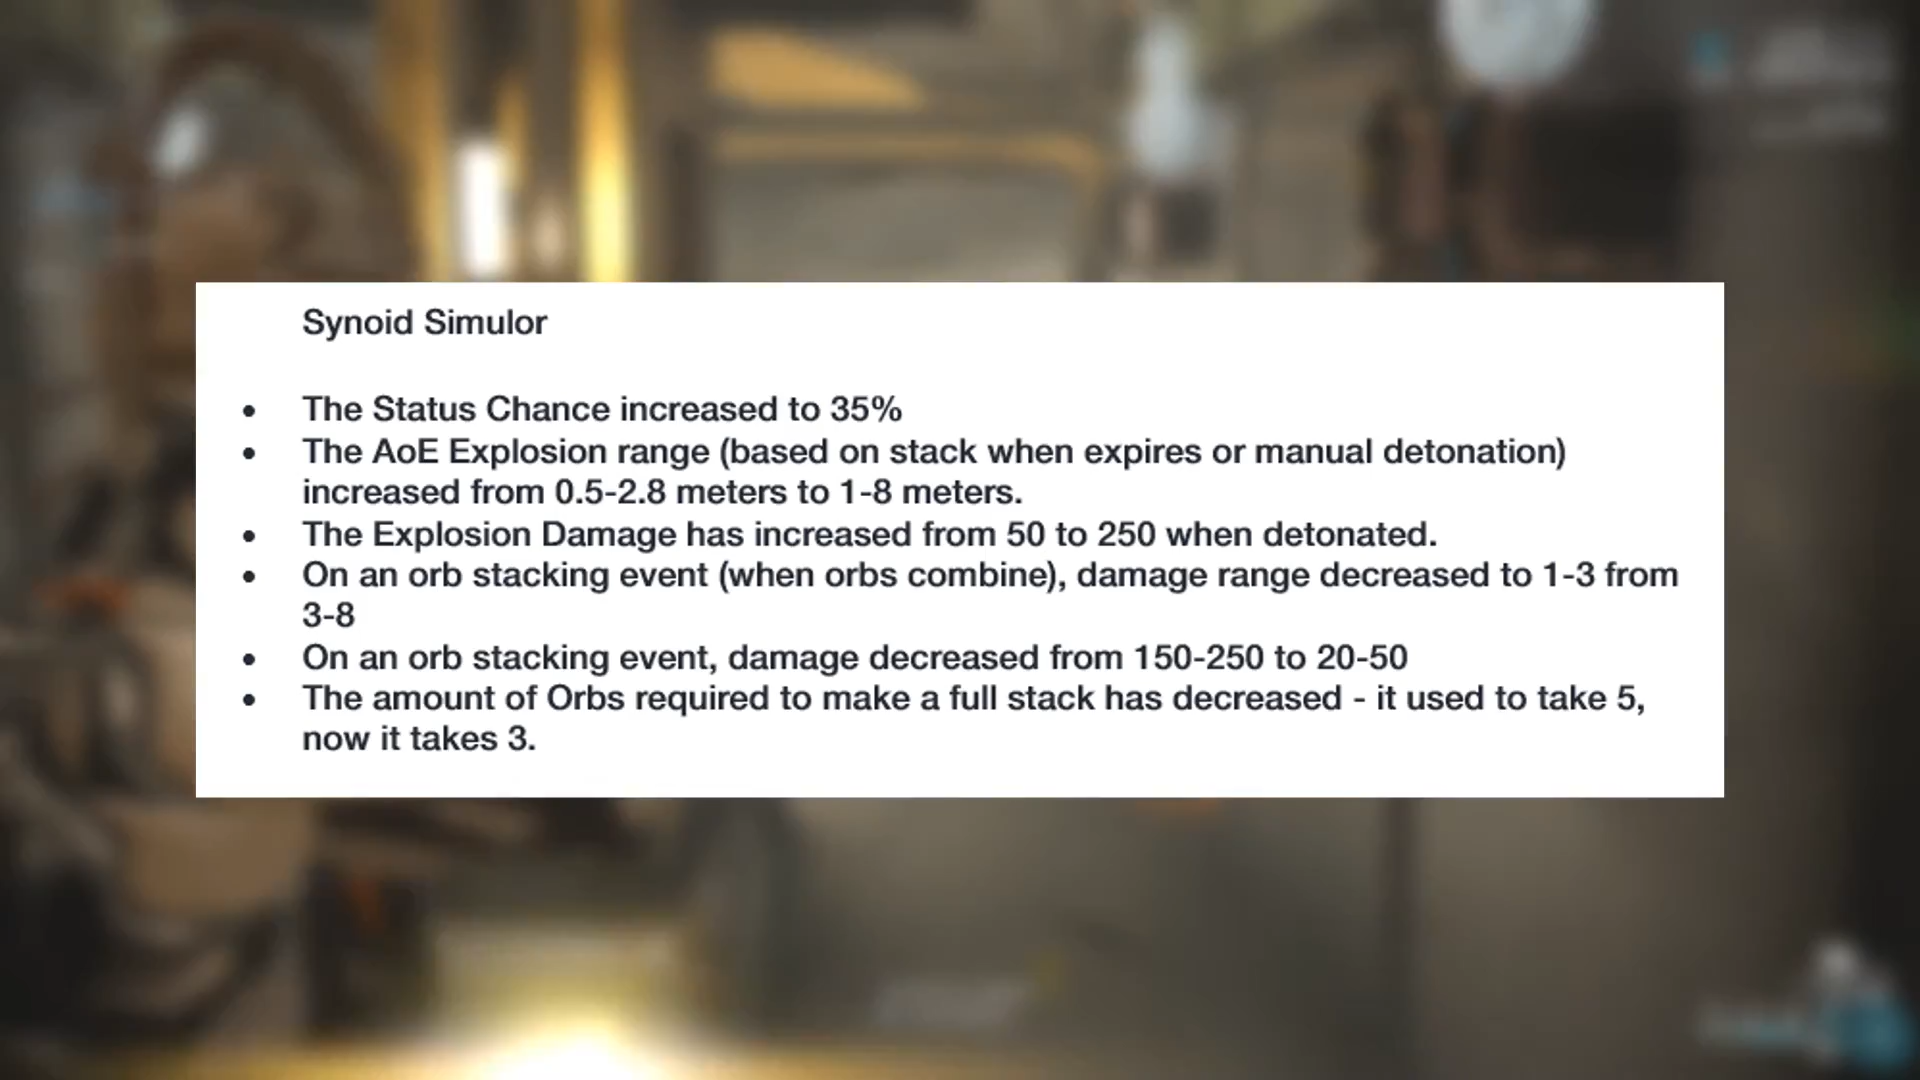 Synoid Simulor
• The Status Chance increased to 35%
• The AoE Explosion range (based on stack when expires or manual detonation)
increased from 0.5-2.8 meters to 1-8 meters.
• The Explosion Damage has increased from 50 to 250 when detonated.
• On an orb stacking event (when orbs combine), damage range decreased to 1-3 from
3-8
• On an orb stacking event, damage decreased from 150-250 to 20-50
• The amount of Orbs required to make a full stack has decreased - it used to take 5,
now it takes 3.